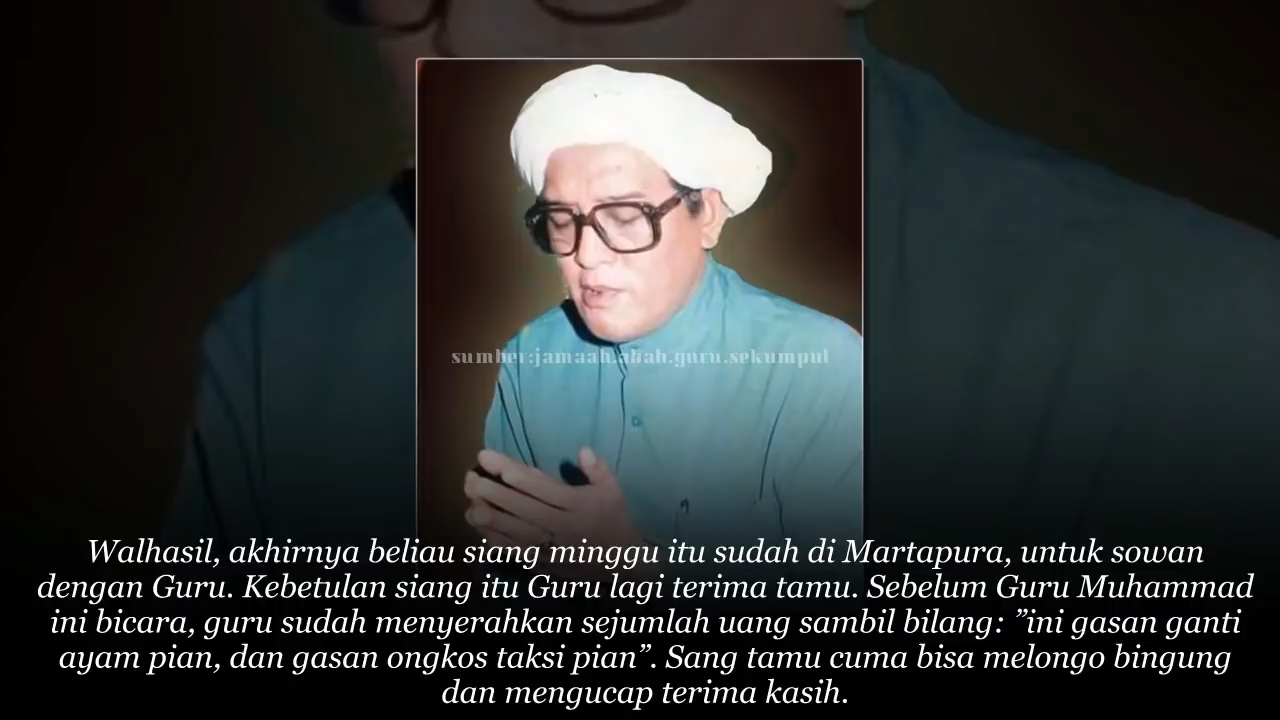 sumber:jamaah.abah.guru.sekumpul
Walhasil, akhirnya beliau siang minggu itu sudah di Martapura, untuk sowan
dengan Guru. Kebetulan siang itu Guru lagi terima tamu. Sebelum Guru Muhammad
ini bicara, guru sudah menyerahkan sejumlah uang sambil bilang: ”ini gasan ganti
ayam pian, dan gasan ongkos taksi pian”. Sang tamu cuma bisa melongo bingung
dan mengucap terima kasih.